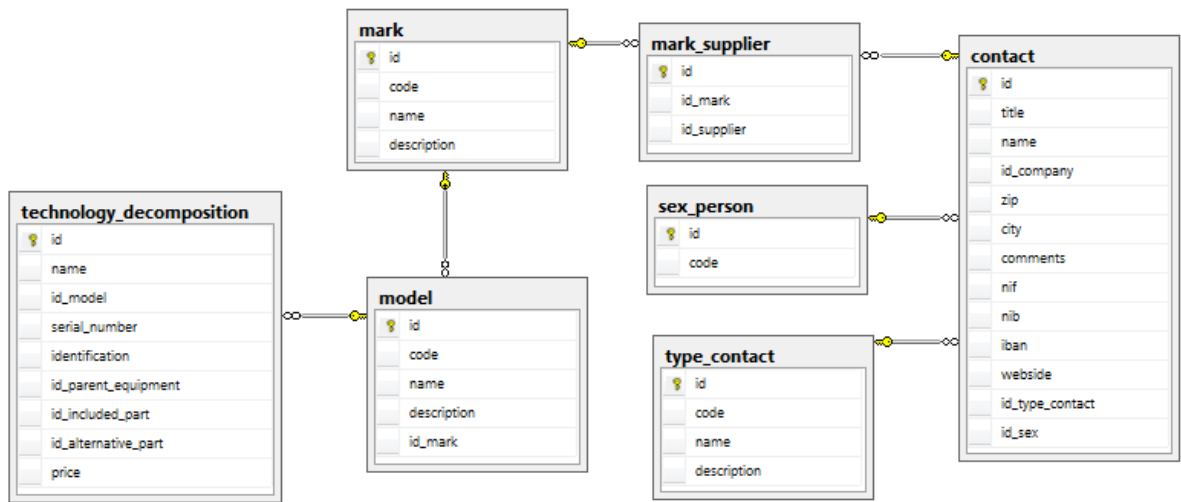 mark
id
code
name
description
mark_supplier
id
id_mark
id_supplier
contact
id
title
name
id_company
zip
city
comments
nif
nib
iban
webside
id_type_contact
id_sex
sex_person
id
code
technology_decomposition
id
name
id_model
serial_number
identification
id_parent_equipment
id_included_part
id_alternative_part
price
model
id
code
name
description
id_mark
type_contact
id
code
name
description